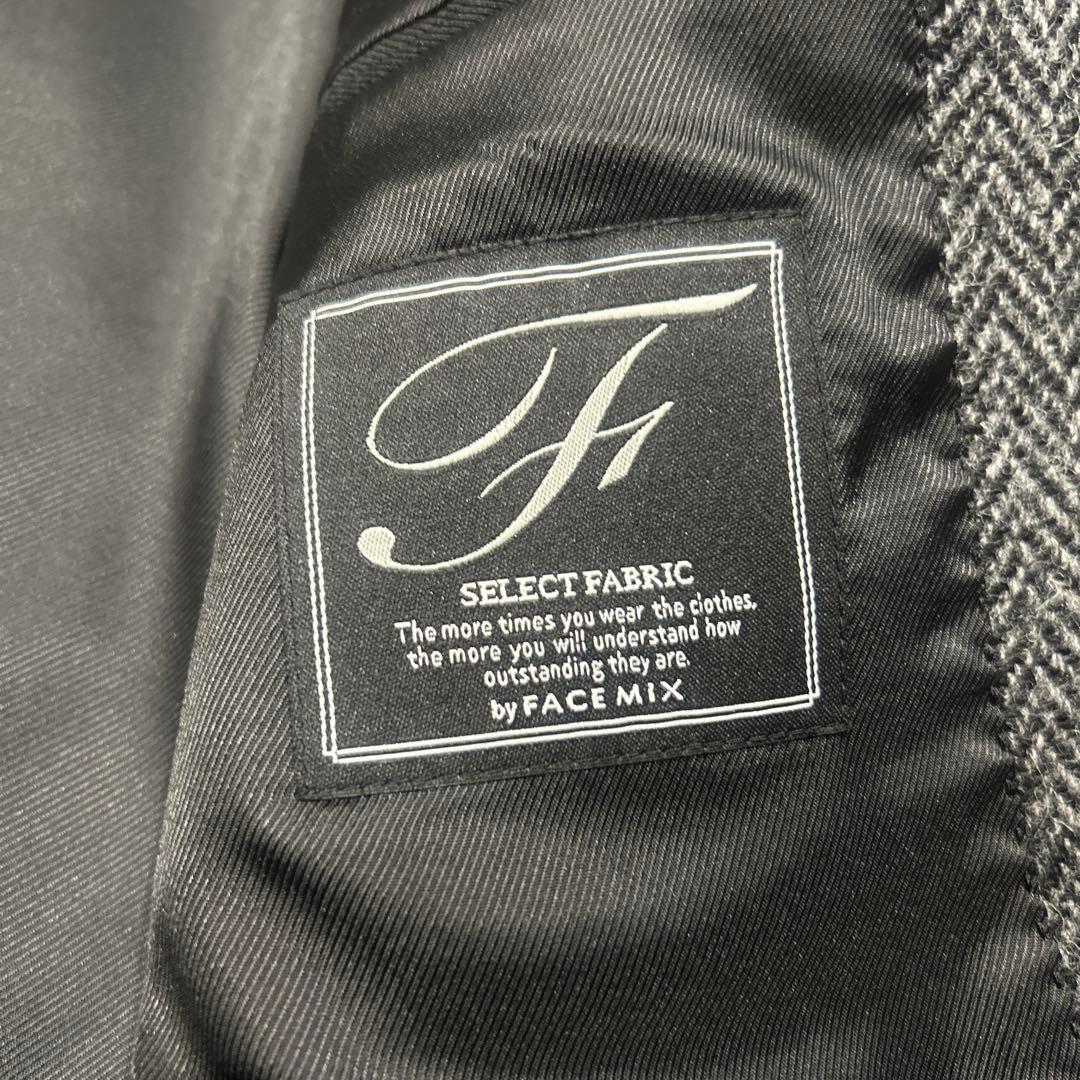 F
SELECT FABRIC
The more times you wear the clothes,
the more you will understand how
outstanding they are.
by FACE MIX